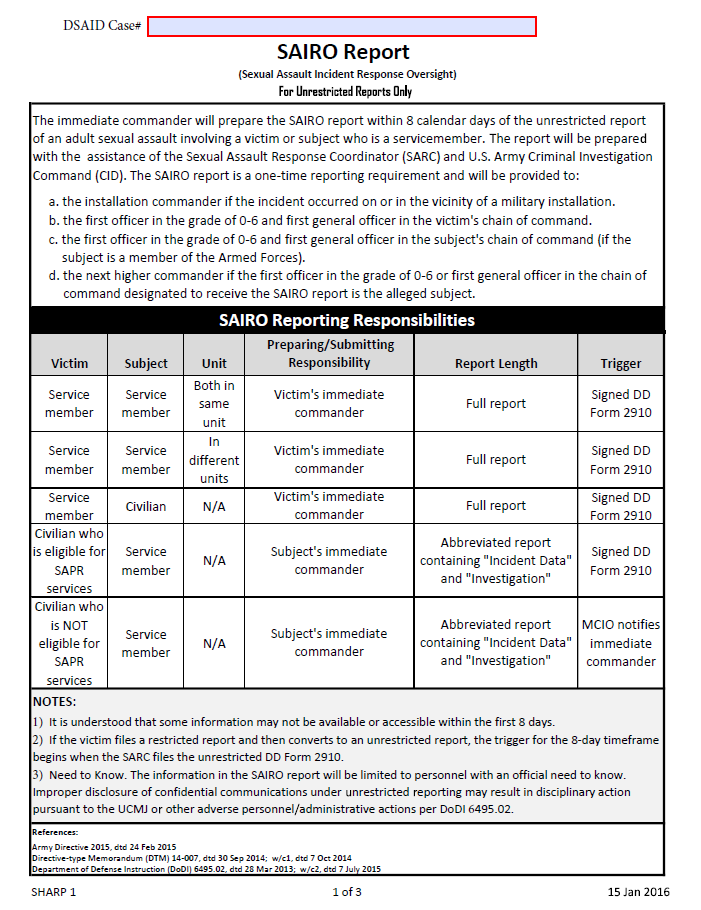 DSAID Case#
SAIRO Report
(Sexual Assault Incident Response Oversight)
For Unrestricted Reports Only
The immediate commander will prepare the SAIRO report within 8 calendar days of the unrestricted report
of an adult sexual assault involving a victim or subject who is a servicemember. The report will be prepared
with the assistance of the Sexual Assault Response Coordinator (SARC) and U.S. Army Criminal Investigation
Command (CID). The SAIRO report is a one-time reporting requirement and will be provided to:
a. the installation commander if the incident occurred on or in the vicinity of a military installation.
b. the first officer in the grade of 0-6 and first general officer in the victim's chain of command.
c. the first officer in the grade of 0-6 and first general officer in the subject's chain of command (if the
subject is a member of the Armed Forces).
d. the next higher commander if the first officer in the grade of 0-6 or first general officer in the chain of
command designated to receive the SAIRO report is the alleged subject.
SAIRO Reporting Responsibilities
Victim Subject Unit Preparing/Submitting
Responsibility Report Length Trigger
Service
member
Service
member
Both in
same
unit
Victim's immediate
commander
Full report
Signed DD
Form 2910
Service
member
Service
member
In
different
units
Victim's immediate
commander
Full report
Signed DD
Form 2910
Service
member
Civilian
N/A
Victim's immediate
commander
Full report
Signed DD
Form 2910
Civilian who
is eligible for
SAPR
services
Service
member
N/A
Subject's immediate
commander
Abbreviated report
containing "Incident Data"
and "Investigation"
Signed DD
Form 2910
Civilian who
is NOT
eligible for
SAPR
services
Service
member
N/A
Subject's immediate
commander
Abbreviated report
containing "Incident Data"
and "Investigation"
MCIO notifies
immediate
commander
NOTES:
1) It is understood that some information may not be available or accessible within the first 8 days.
2) If the victim files a restricted report and then converts to an unrestricted report, the trigger for the 8-day timeframe
begins when the SARC files the unrestricted DD Form 2910.
3) Need to Know. The information in the SAIRO report will be limited to personnel with an official need to know.
Improper disclosure of confidential communications under unrestricted reporting may result in disciplinary action
pursuant to the UCMJ or other adverse personnel/administrative actions per DoDI 6495.02.
References:
Army Directive 2015, dtd 24 Feb 2015
Directive-type Memorandum (DTM) 14-007, dtd 30 Sep 2014; w/c1, dtd 7 Oct 2014
Department of Defense Instruction (DoDI) 6495.02, dtd 28 Mar 2013; w/c2, dtd 7 July 2015
SHARP 1 1 of 3 15 Jan 2016